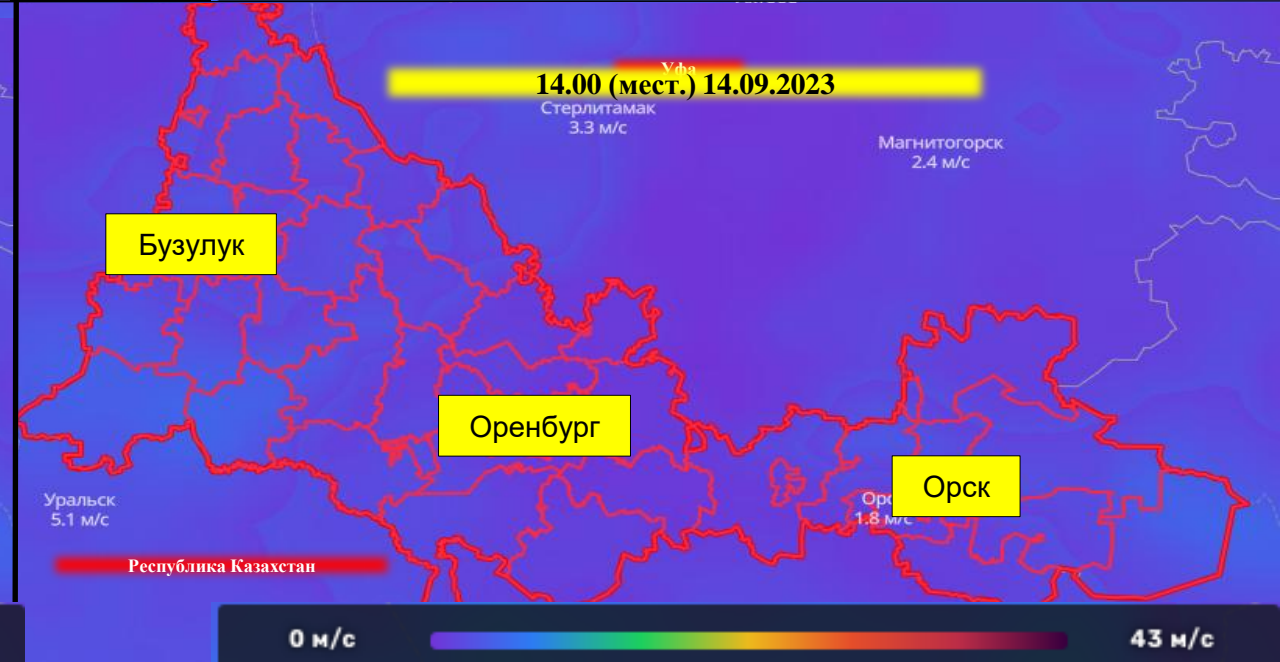 Уфа
14.00 (мест.) 14.09.2023
Стерлитамак
3.3 м/с
Магнитогорск
2.4 м/с
Бузулук
Оренбург
Орск
Уральск
5.1 м/с
1.8 м/с
Республика Казахстан
0 м/с
43 м/с